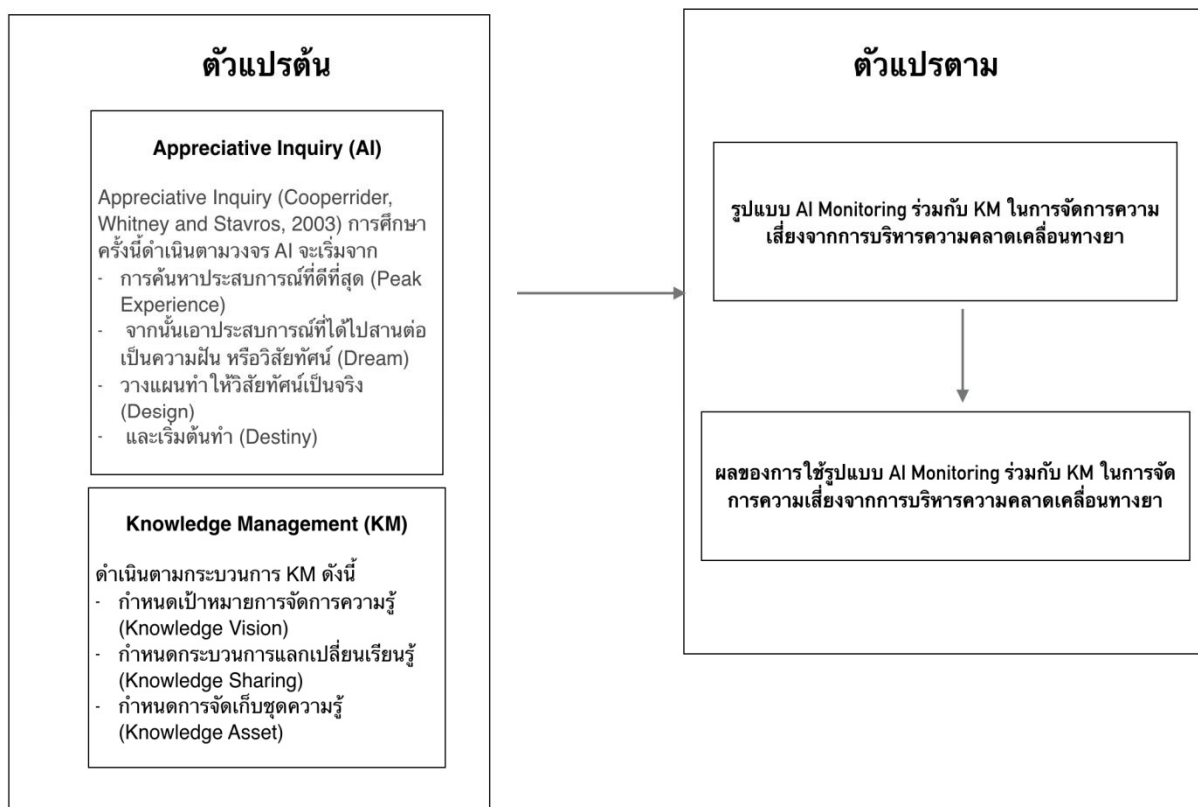 ตัวแปรต้น
Appreciative Inquiry (AI)
Appreciative Inquiry (Cooperrider,
Whitney and Stavros, 2003) การศึกษา
ครั้งนี้ดำเนินตามวงจร AI จะเริ่มจาก
- การค้นหาประสบการณ์ที่ดีที่สุด (Peak
Experience)
- จากนั้นเอาประสบการณ์ที่ได้ไปสานต่อ
เป็นความฝัน หรือวิสัยทัศน์ (Dream)
- วางแผนทำให้วิสัยทัศน์เป็นจริง
(Design)
- และเริ่มต้นทำ (Destiny)
Knowledge Management (KM)
ดำเนินตามกระบวนการ KM ดังนี้
- กำหนดเป้าหมายการจัดการความรู้
(Knowledge Vision)
- กำหนดกระบวนการแลกเปลี่ยนเรียนรู้
(Knowledge Sharing)
- กำหนดการจัดเก็บชุดความรู้
(Knowledge Asset)
ตัวแปรตาม
รูปแบบ AI Monitoring ร่วมกับ KM ในการจัดการความ
เสี่ยงจากการบริหารความคลาดเคลื่อนทางยา
ผลของการใช้รูปแบบ AI Monitoring ร่วมกับ KM ในการจัด
การความเสี่ยงจากการบริหารความคลาดเคลื่อนทางยา